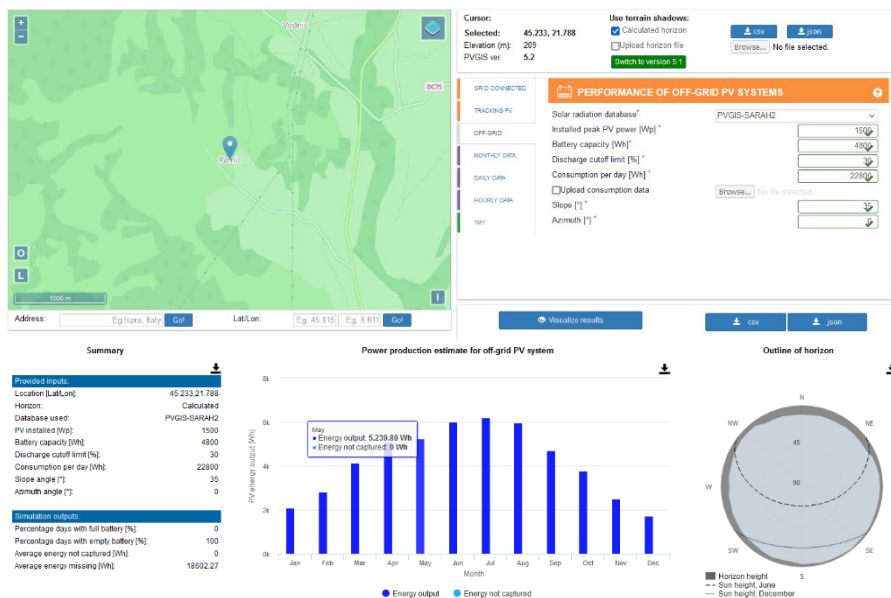 +
−
Vodnic
DC75
Ramna
O
L
1000 m
i
Address:
Eg.Ispra, Italy
Go!
Lat/Lon:
Eg. 45.815
Eg. 8.611
Go!
Cursor:
Selected: 45.233, 21.788
Elevation (m): 209
PVGIS ver. 5.2
Use terrain shadows:
Calculated horizon
Upload horizon file
Switch to version 5.1
csv
json
Browse... No file selected.
GRID CONNECTED
TRACKING PV
OFF-GRID
MONTHLY DATA
DAILY DATA
HOURLY DATA
TMY
PERFORMANCE OF OFF-GRID PV SYSTEMS
?
Solar radiation database* PVGIS-SARAH2
Installed peak PV power [Wp] * 1500
Battery capacity [Wh]* 4800
Discharge cutoff limit [%] * 30
Consumption per day [Wh] * 22800
Upload consumption data Browse... No file selected.
Slope [°] * 35
Azimuth [°] * 0
Visualize results
csv
json
Summary
Provided inputs:
Location [Lat/Lon]: 45.233,21.788
Horizon: Calculated
Database used: PVGIS-SARAH2
PV installed [Wp]: 1500
Battery capacity [Wh]: 4800
Discharge cutoff limit [%]: 30
Consumption per day [Wh]: 22800
Slope angle [°]: 35
Azimuth angle [°]: 0
Simulation outputs:
Percentage days with full battery [%]: 0
Percentage days with empty battery [%]: 100
Average energy not captured [Wh]: 0
Average energy missing [Wh]: 18602.27
Power production estimate for off-grid PV system
PV energy output [Wh]
8k
6k
4k
2k
0k
May
Energy output: 5,239.89 Wh
Energy not captured: 0 Wh
Jan Feb Mar Apr May Jun Jul Aug Sep Oct Nov Dec
Month
Energy output
Energy not captured
Outline of horizon
N
NW
NE
45
W
90
E
SW
SE
S
Horizon height
Sun height, June
Sun height, December